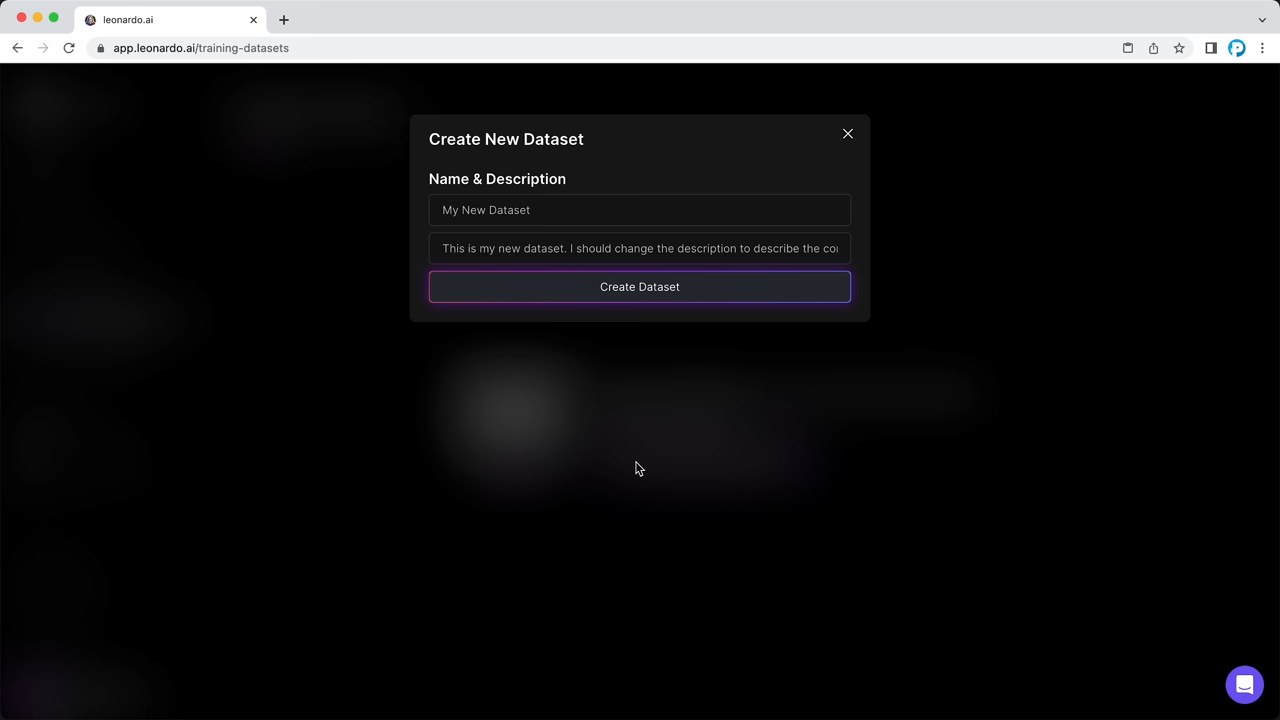 leonardo.ai
app.leonardo.ai/training-datasets
Create New Dataset
Name & Description
My New Dataset
This is my new dataset. I should change the description to describe the
Create Dataset